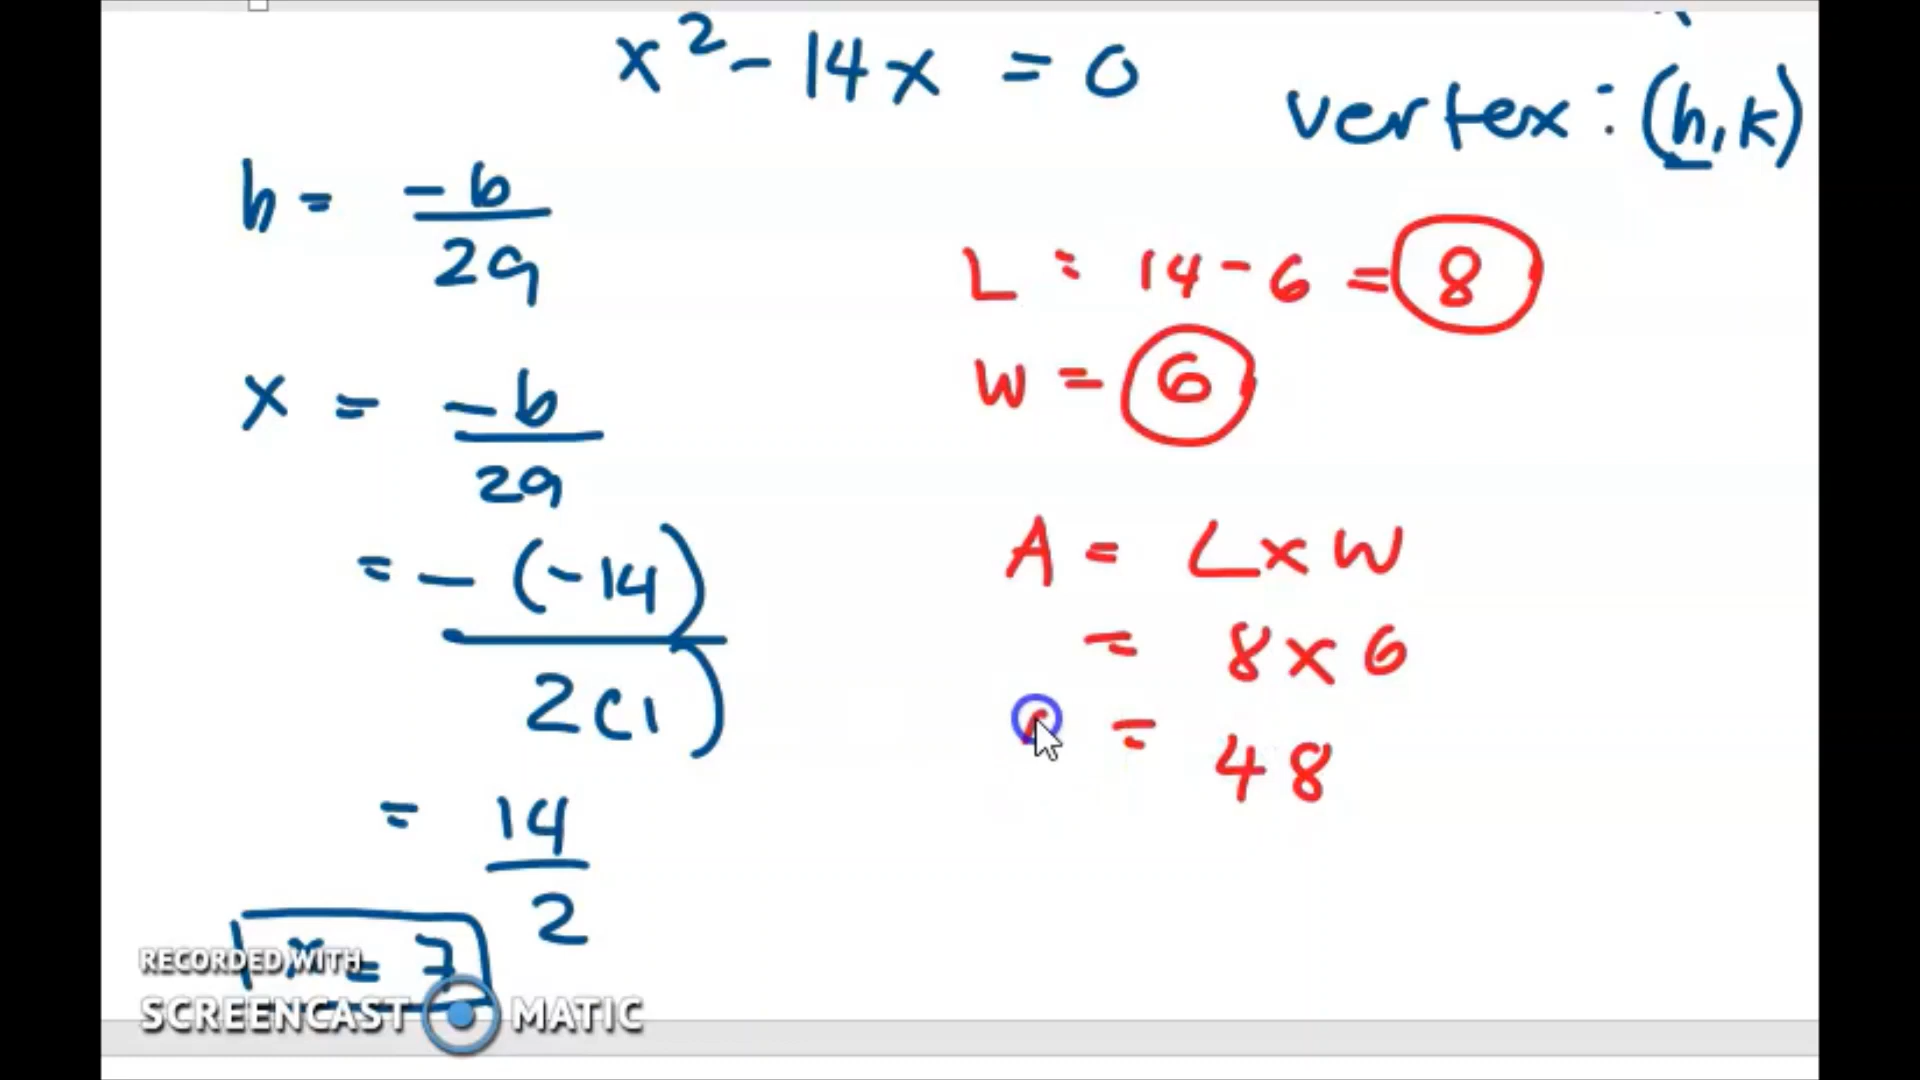 x² - 14x = 0
vertex : (h, k)
h = -b / 2a
x = -b / 2a
= -(-14) / 2(1)
= 14 / 2
x = 7
L = 14 - 6 = 8
W = 6
A = L x W
= 8 x 6
= 48
RECORDED WITH
SCREENCAST MATIC